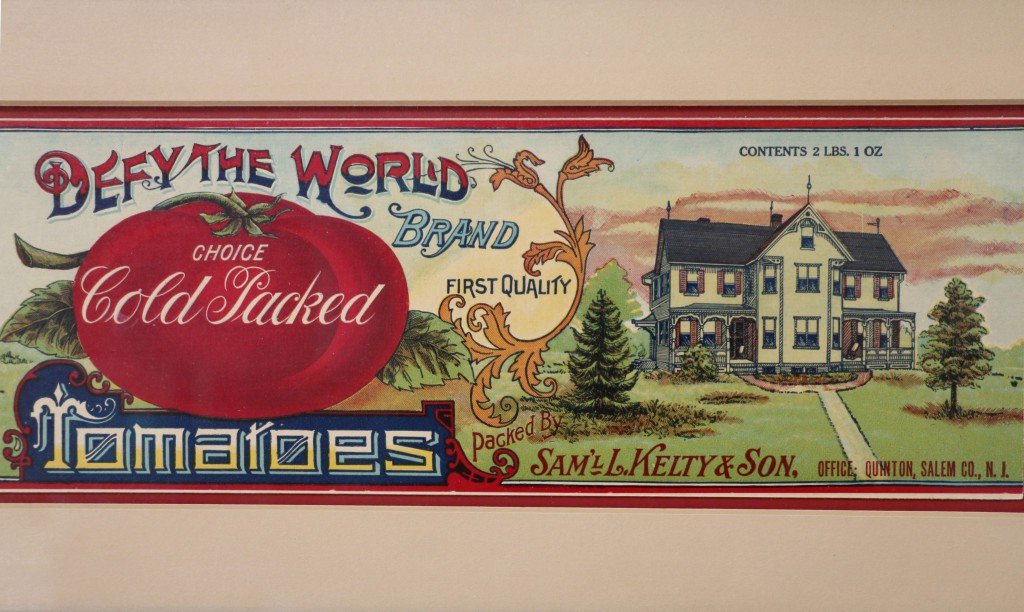 DEFY THE WORLD
BRAND
CHOICE
Cold Packed
FIRST QUALITY
TOMATOES
CONTENTS 2 LBS. 1 OZ
Packed By
SAM'L L. KELTY & SON.
OFFICE, QUINTON, SALEM CO., N. J.